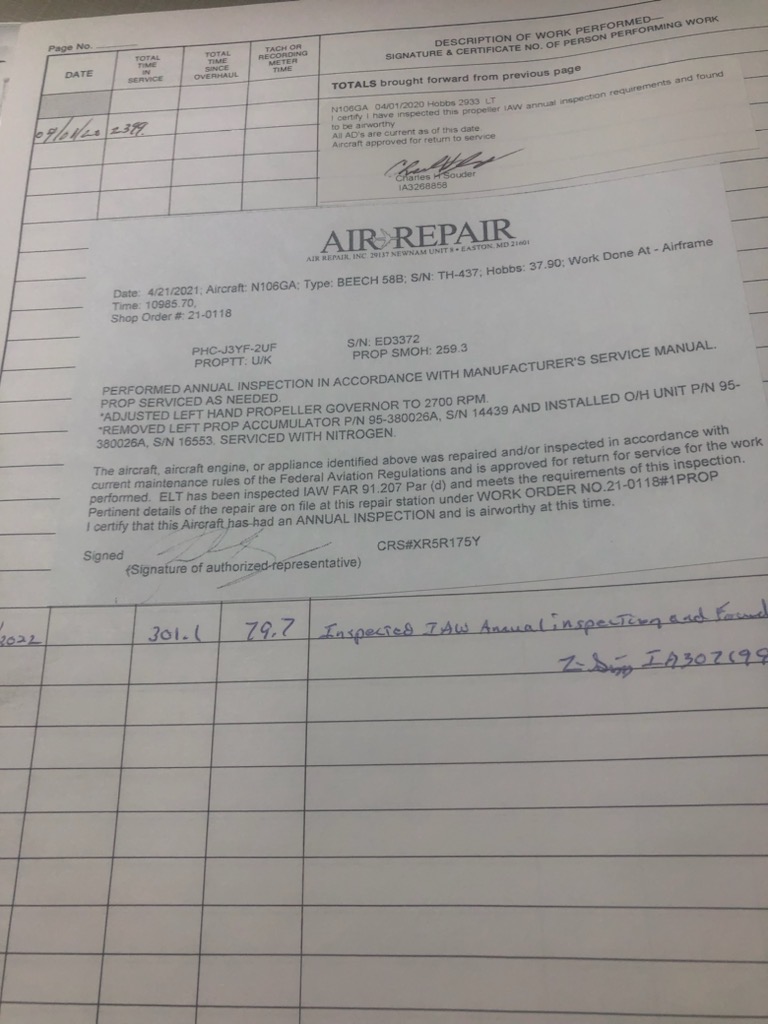 Page No.
DATE
TOTAL
TIME
IN
SERVICE
TOTAL
TIME
SINCE
OVERHAUL
TACH OR
RECORDING
METER
TIME
DESCRIPTION OF WORK PERFORMED—
SIGNATURE & CERTIFICATE NO. OF PERSON PERFORMING WORK
TOTALS brought forward from previous page
N106GA 04/01/2020 Hobbs 2933 LT
I certify I have inspected this propeller IAW annual inspection requirements and found
to be airworthy
All AD's are current as of this date
Aircraft approved for return to service
Charles H Souder
IA3268858
AIR REPAIR
AIR REPAIR, INC. 29137 NEWNAM UNIT 8 • EASTON, MD 21601
Date: 4/21/2021; Aircraft: N106GA; Type: BEECH 58B; S/N: TH-437; Hobbs: 37.90; Work Done At - Airframe
Time: 10985.70,
Shop Order #: 21-0118
PHC-J3YF-2UF S/N: ED3372
PROPTT: U/K PROP SMOH: 259.3
PERFORMED ANNUAL INSPECTION IN ACCORDANCE WITH MANUFACTURER'S SERVICE MANUAL.
PROP SERVICED AS NEEDED.
*ADJUSTED LEFT HAND PROPELLER GOVERNOR TO 2700 RPM.
*REMOVED LEFT PROP ACCUMULATOR P/N 95-380026A, S/N 14439 AND INSTALLED O/H UNIT P/N 95-
380026A, S/N 16553. SERVICED WITH NITROGEN.
The aircraft, aircraft engine, or appliance identified above was repaired and/or inspected in accordance with
current maintenance rules of the Federal Aviation Regulations and is approved for return for service for the work
performed. ELT has been inspected IAW FAR 91.207 Par (d) and meets the requirements of this inspection.
Pertinent details of the repair are on file at this repair station under WORK ORDER NO.21-0118#1PROP
I certify that this Aircraft has had an ANNUAL INSPECTION and is airworthy at this time.
Signed CRS#XR5R175Y
(Signature of authorized representative)
2022 301.1 79.7 Inspected IAW Annual inspection and Found